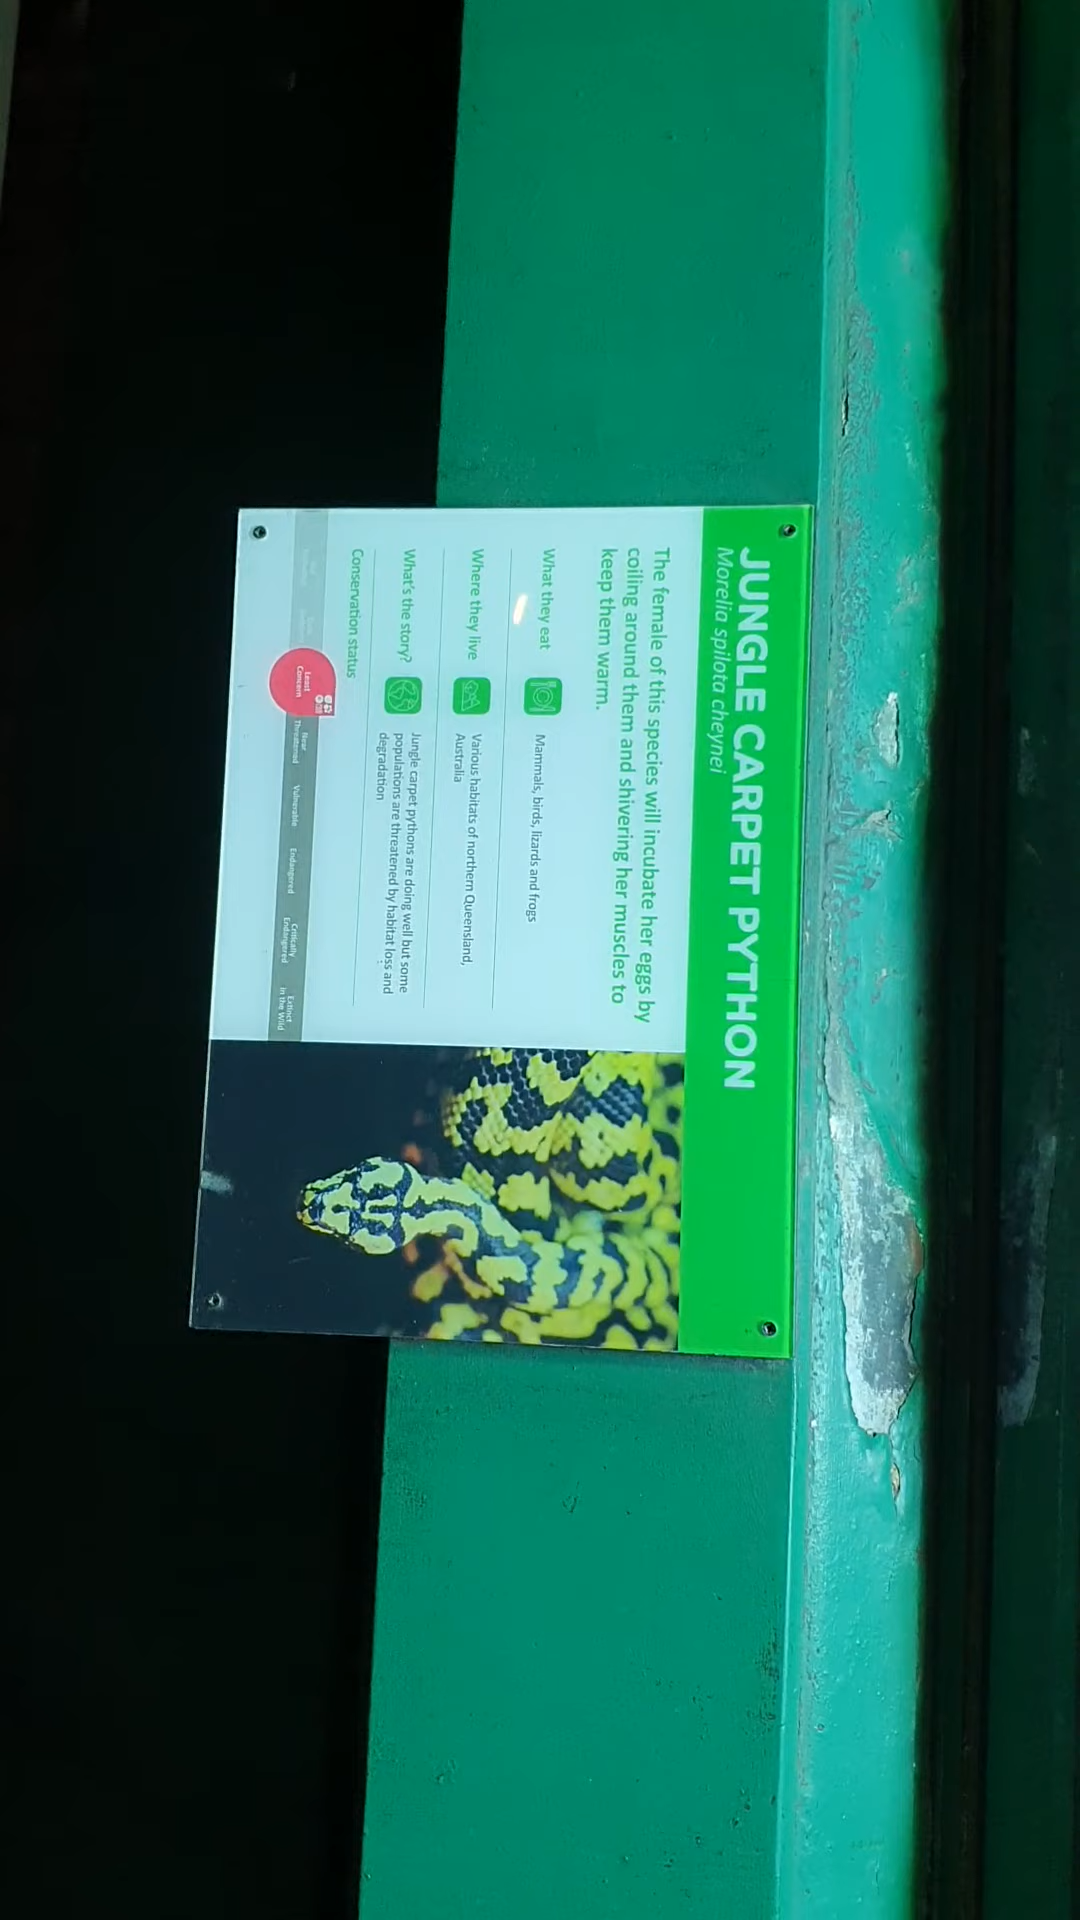 JUNGLE CARPET PYTHON
Morelia spilota cheynei
The female of this species will incubate her eggs by
coiling around them and shivering her muscles to
keep them warm.
What they eat
Mammals, birds, lizards and frogs
Where they live
Various habitats of northern Queensland,
Australia
What's the story?
Jungle carpet pythons are doing well but some
populations are threatened by habitat loss and
degradation
Conservation status
Least
Concern
Near
Threatened
Vulnerable
Endangered
Critically
Endangered
Extinct
in the Wild